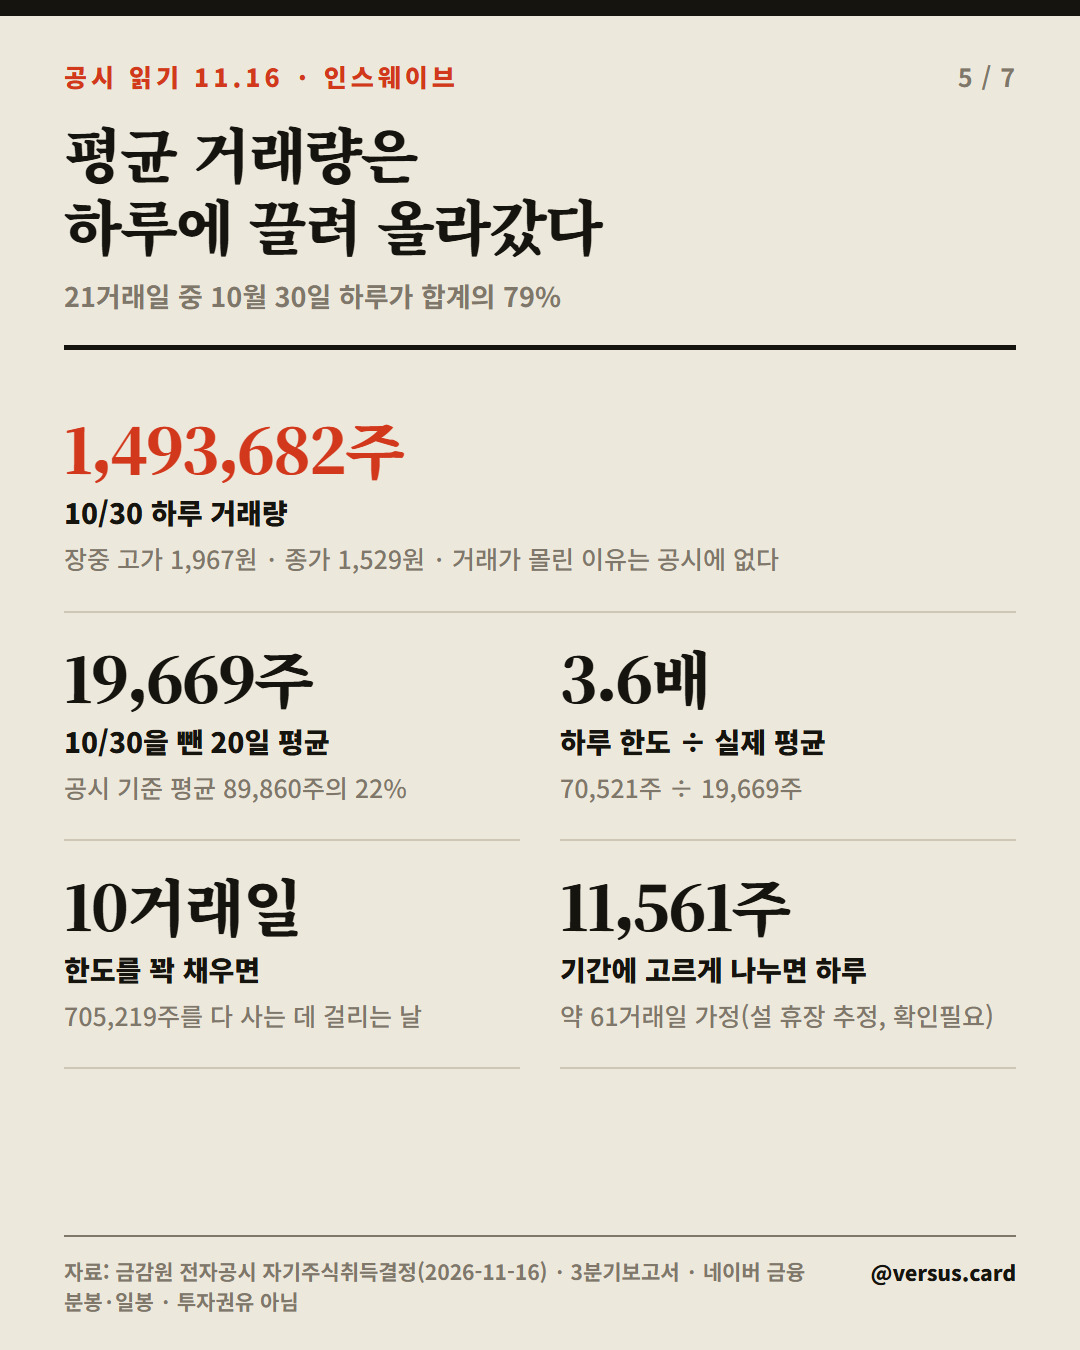 공시 읽기 11.16 · 인스웨이브
5 / 7
평균 거래량은
하루에 끌려 올라갔다
21거래일 중 10월 30일 하루가 합계의 79%
1,493,682주
10/30 하루 거래량
장중 고가 1,967원 · 종가 1,529원 · 거래가 몰린 이유는 공시에 없다
19,669주
10/30을 뺀 20일 평균
공시 기준 평균 89,860주의 22%
3.6배
하루 한도 ÷ 실제 평균
70,521주 ÷ 19,669주
10거래일
한도를 꽉 채우면
705,219주를 다 사는 데 걸리는 날
11,561주
기간에 고르게 나누면 하루
약 61거래일 가정(설 휴장 추정, 확인필요)
자료: 금감원 전자공시 자기주식취득결정(2026-11-16) · 3분기보고서 · 네이버 금융
분봉·일봉 · 투자권유 아님
@versus.card